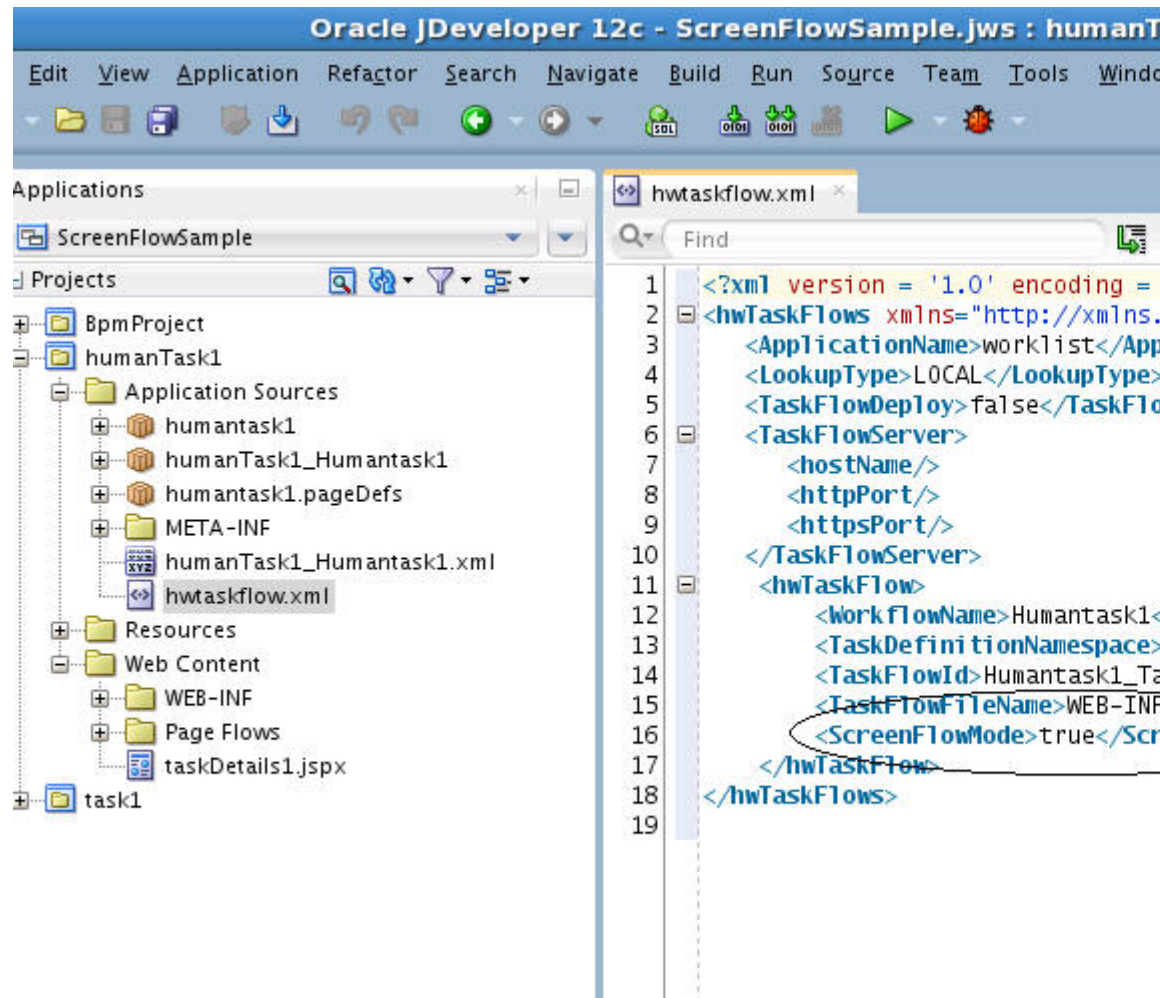 Oracle JDeveloper 12c - ScreenFlowSample.jws : humanT
Edit View Application Refactor Search Navigate Build Run Source Team Tools Windo
Applications
ScreenFlowSample
Projects
BpmProject
humanTask1
Application Sources
humantask1
humanTask1_Humantask1
humantask1.pageDefs
META-INF
humanTask1_Humantask1.xml
hwtaskflow.xml
Resources
Web Content
WEB-INF
Page Flows
taskDetails1.jspx
task1
hwtaskflow.xml
Find
1 <?xml version = '1.0' encoding =
2 <hwTaskFlows xmlns="http://xmlns.
3 <ApplicationName>worklist</App
4 <LookupType>LOCAL</LookupType>
5 <TaskFlowDeploy>false</TaskFlo
6 <TaskFlowServer>
7 <hostName/>
8 <httpPort/>
9 <httpsPort/>
10 </TaskFlowServer>
11 <hwTaskFlow>
12 <WorkflowName>Humantask1<
13 <TaskDefinitionNamespace>
14 <TaskFlowId>Humantask1_Ta
15 <TaskFlowFileName>WEB-INF
16 <ScreenFlowMode>true</Scr
17 </hwTaskFlow>
18 </hwTaskFlows>
19